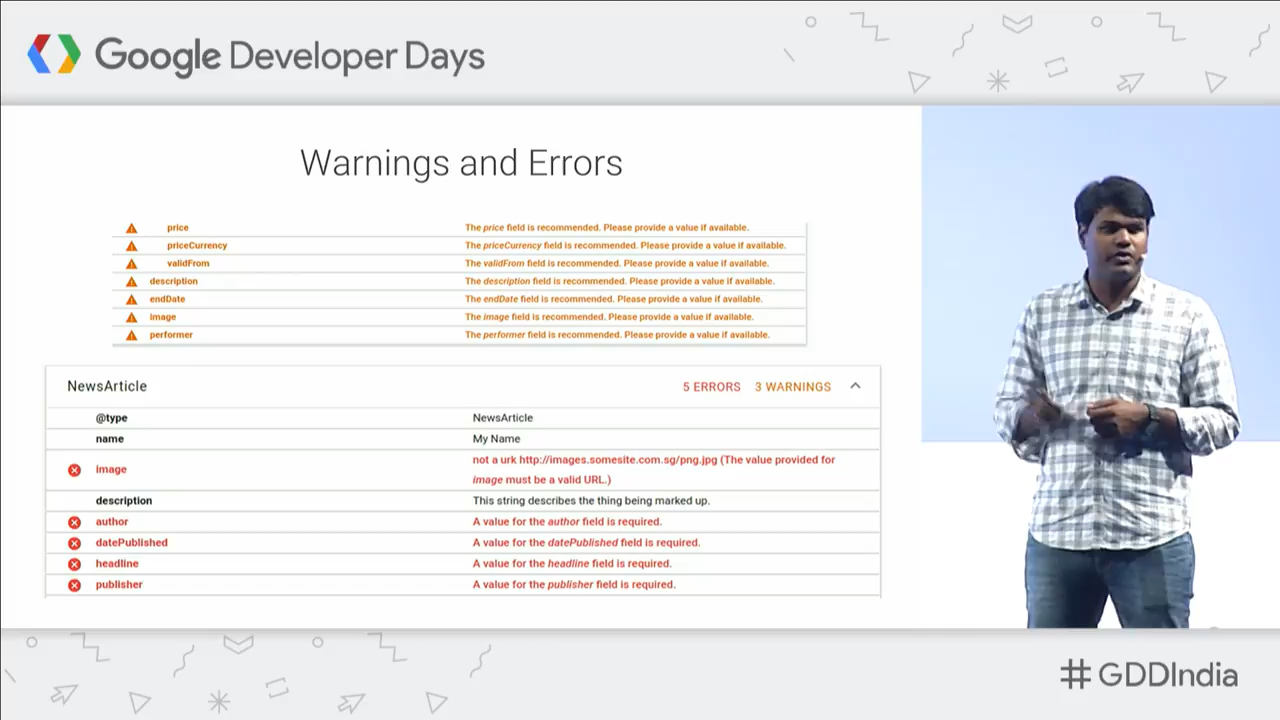 Google Developer Days
Warnings and Errors
price The price field is recommended. Please provide a value if available.
priceCurrency The priceCurrency field is recommended. Please provide a value if available.
validFrom The validFrom field is recommended. Please provide a value if available.
description The description field is recommended. Please provide a value if available.
endDate The endDate field is recommended. Please provide a value if available.
image The image field is recommended. Please provide a value if available.
performer The performer field is recommended. Please provide a value if available.
NewsArticle 5 ERRORS 3 WARNINGS
@type NewsArticle
name My Name
image not a urk http://images.somesite.com.sg/png.jpg (The value provided for
image must be a valid URL.)
description This string describes the thing being marked up.
author A value for the author field is required.
datePublished A value for the datePublished field is required.
headline A value for the headline field is required.
publisher A value for the publisher field is required.
#GDDIndia